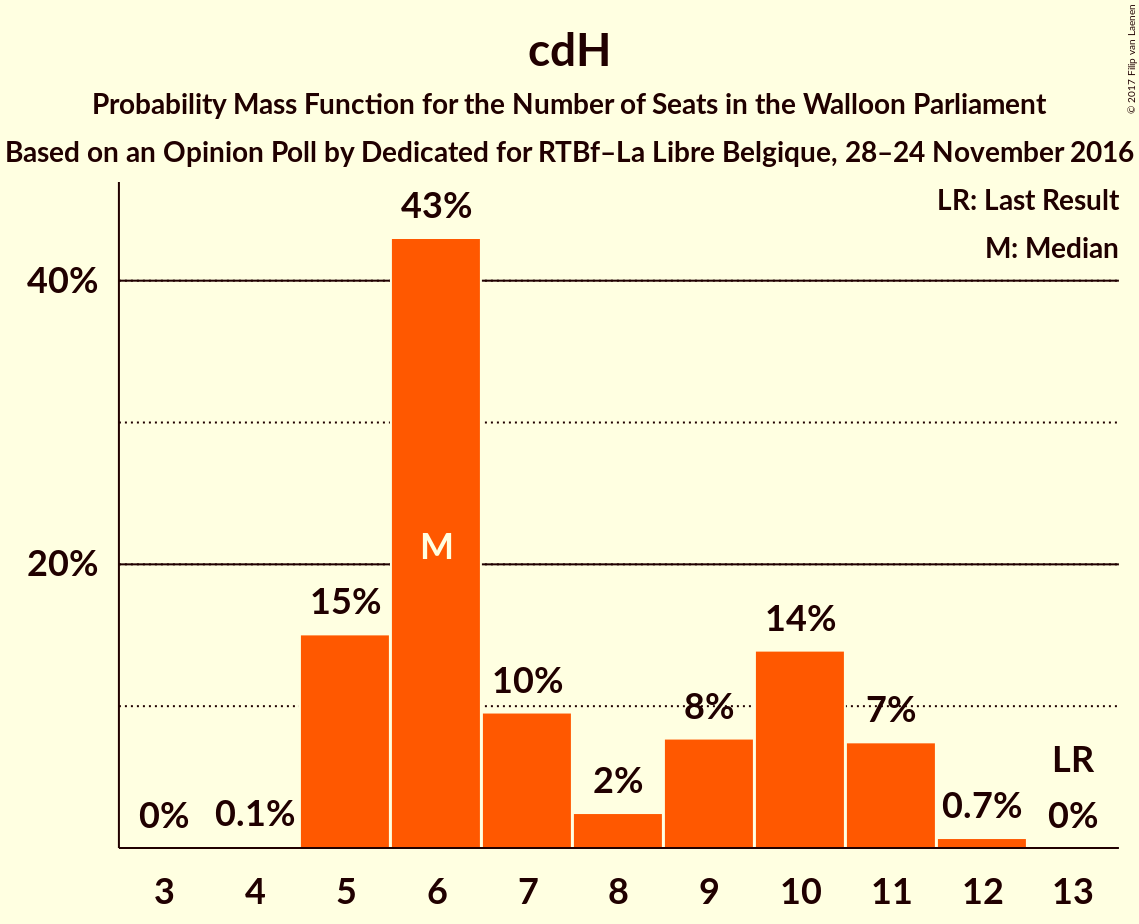 cdH
Probability Mass Function for the Number of Seats in the Walloon Parliament
Based on an Opinion Poll by Dedicated for RTBf–La Libre Belgique, 28–24 November 2016
© 2017 Filip van Laenen
LR: Last Result
M: Median
43%
40%
M
20%
15%
14%
10%
8%
7%
LR
2%
0%
0.1%
0.7%
0%
3 4 5 6 7 8 9 10 11 12 13